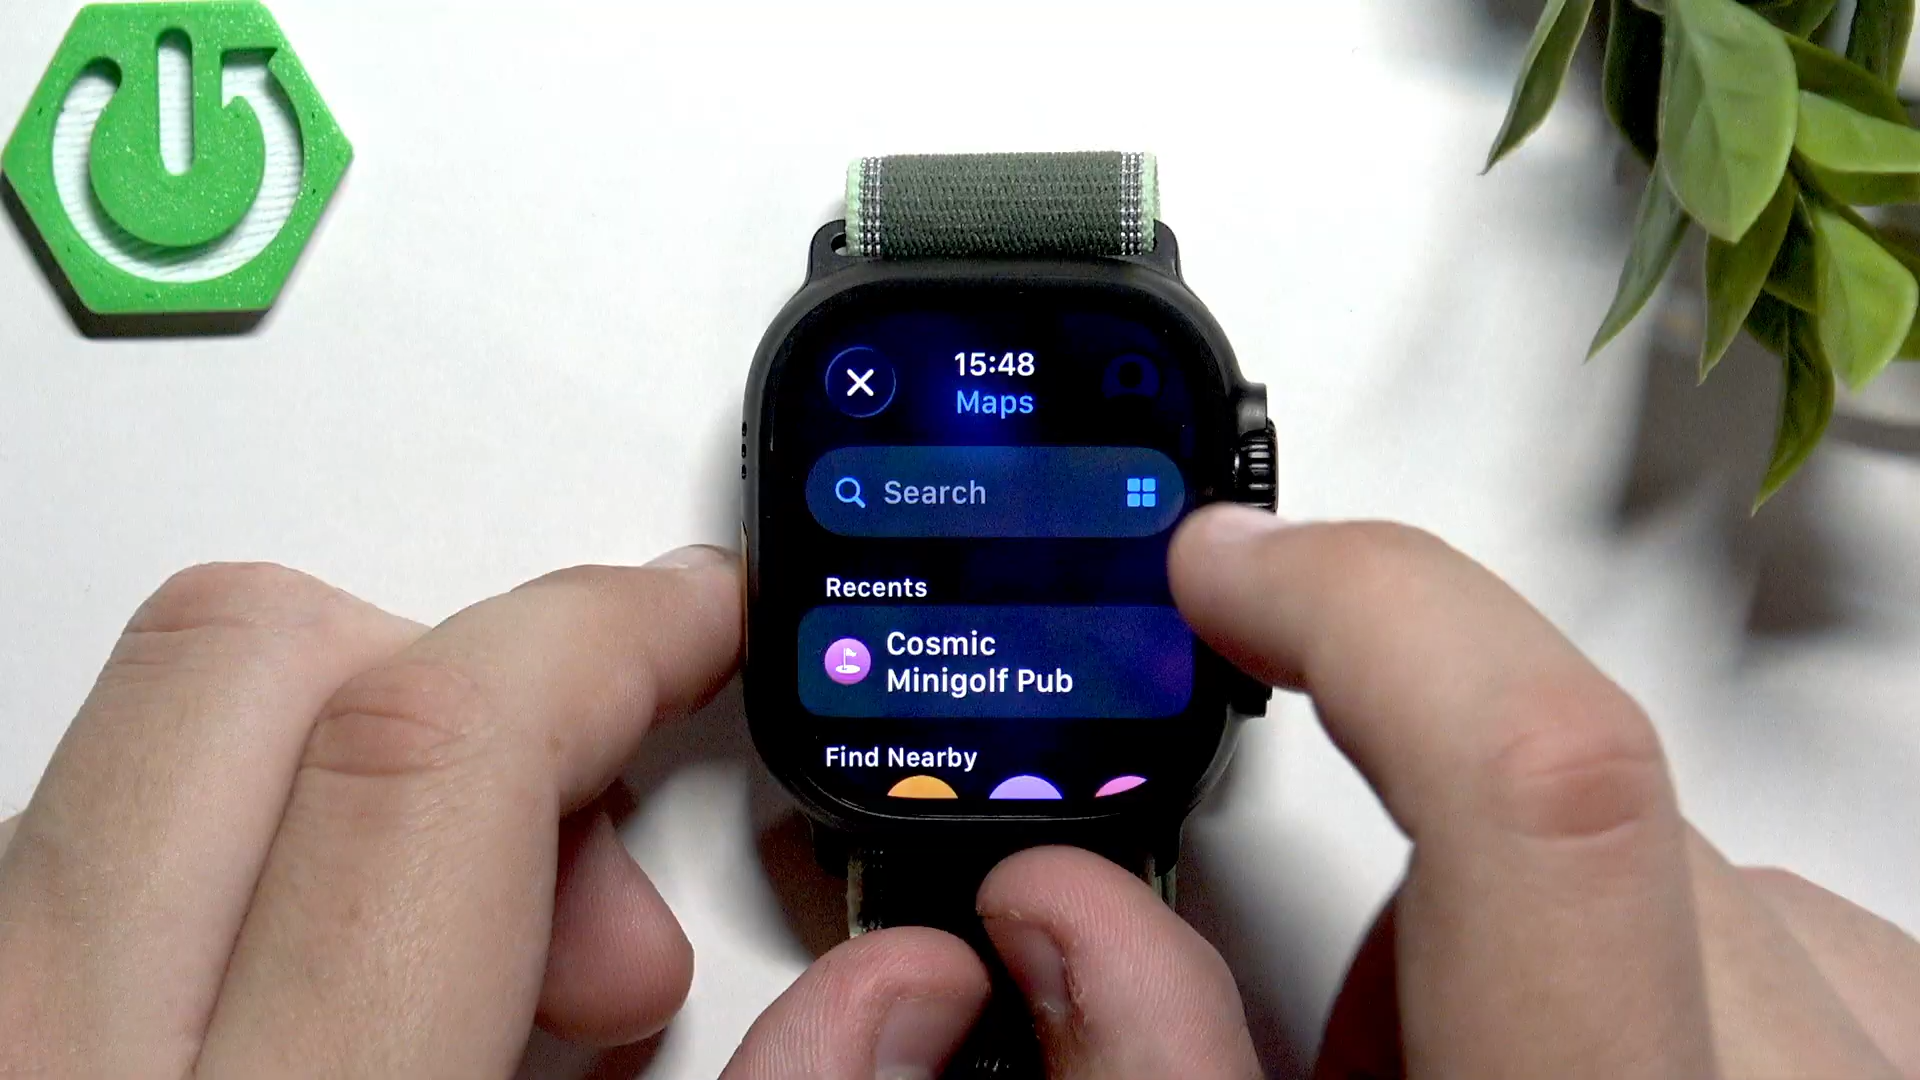 15:48
Maps
Search
Recents
Cosmic
Minigolf Pub
Find Nearby